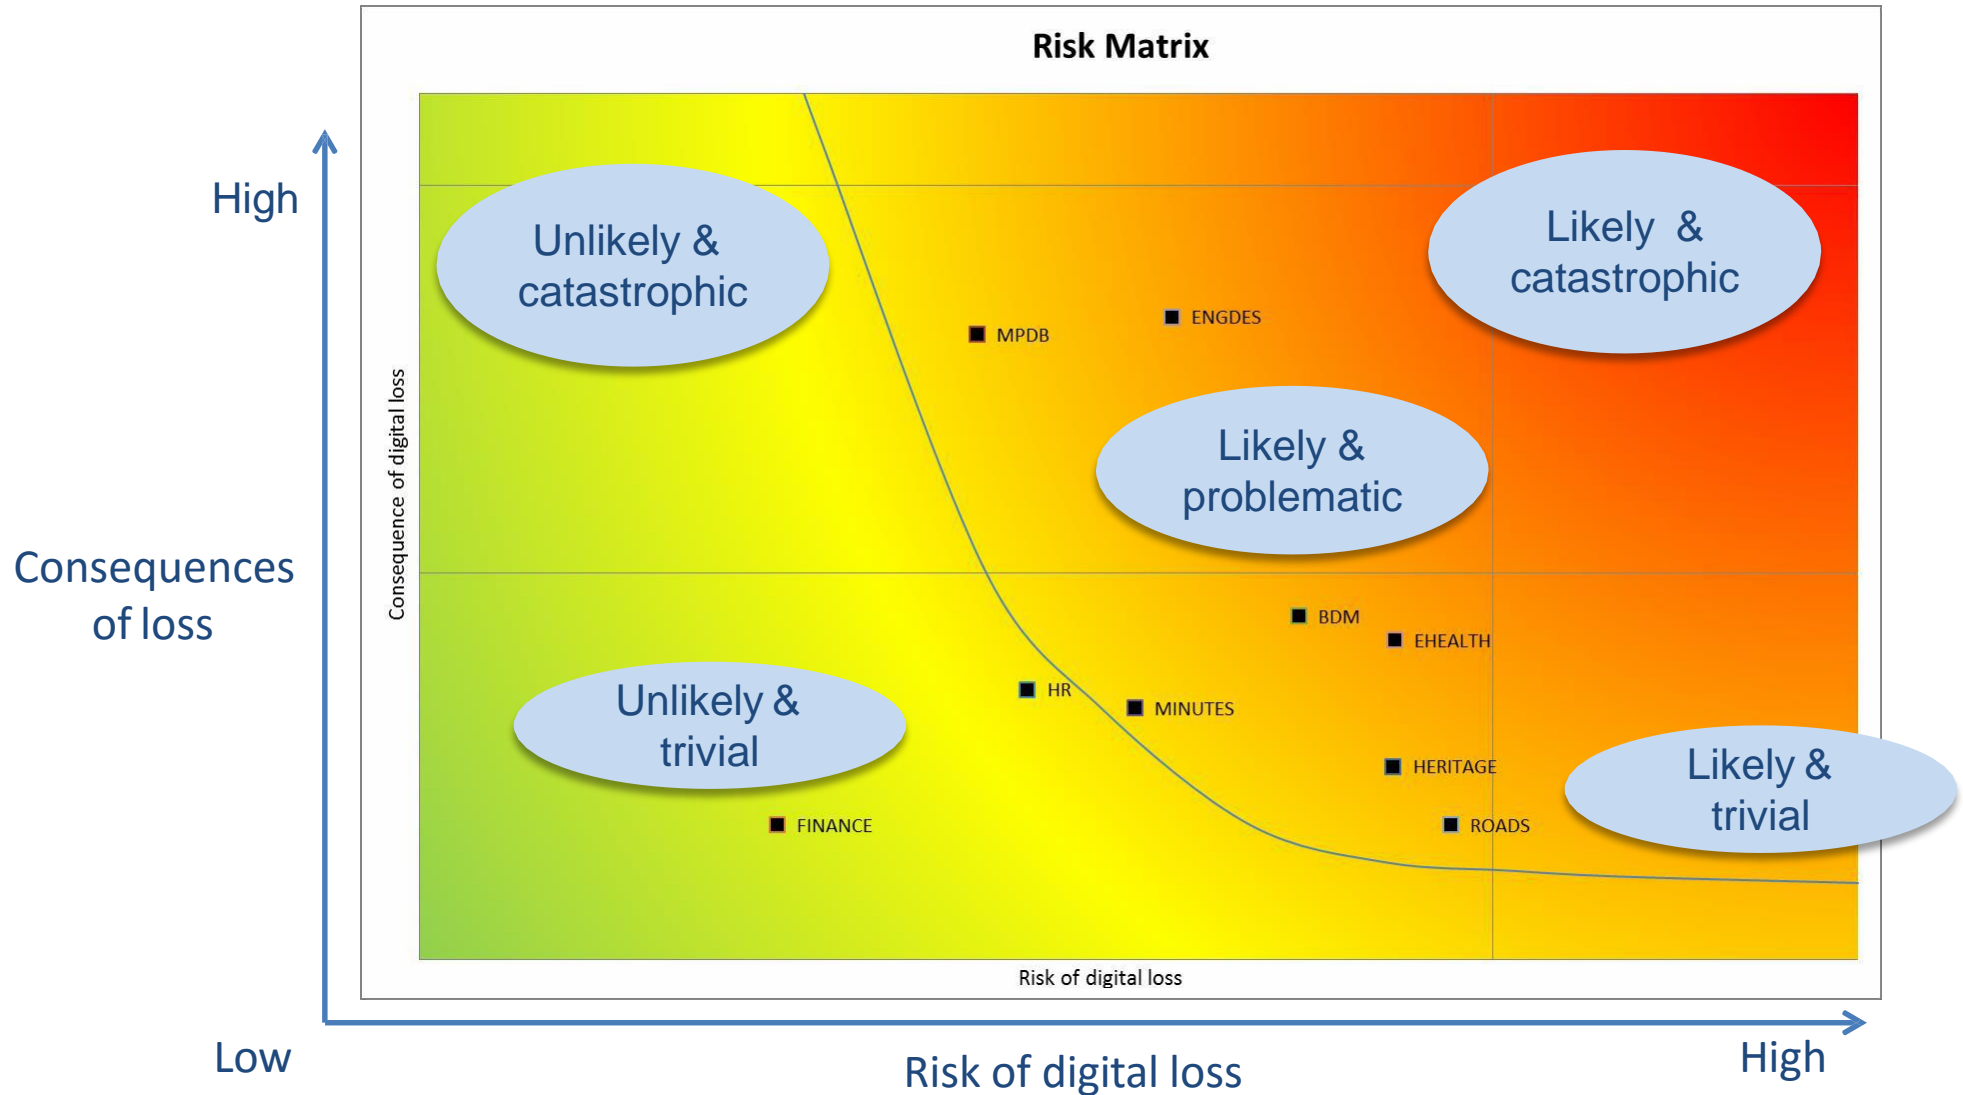 Risk Matrix
High
Unlikely &
catastrophic
Likely &
catastrophic
MPDB
ENGDES
Consequence of digital loss
Likely &
problematic
Consequences
of loss
BDM
EHEALTH
HR
MINUTES
Unlikely &
trivial
HERITAGE
Likely &
trivial
FINANCE
ROADS
Risk of digital loss
Low
Risk of digital loss
High